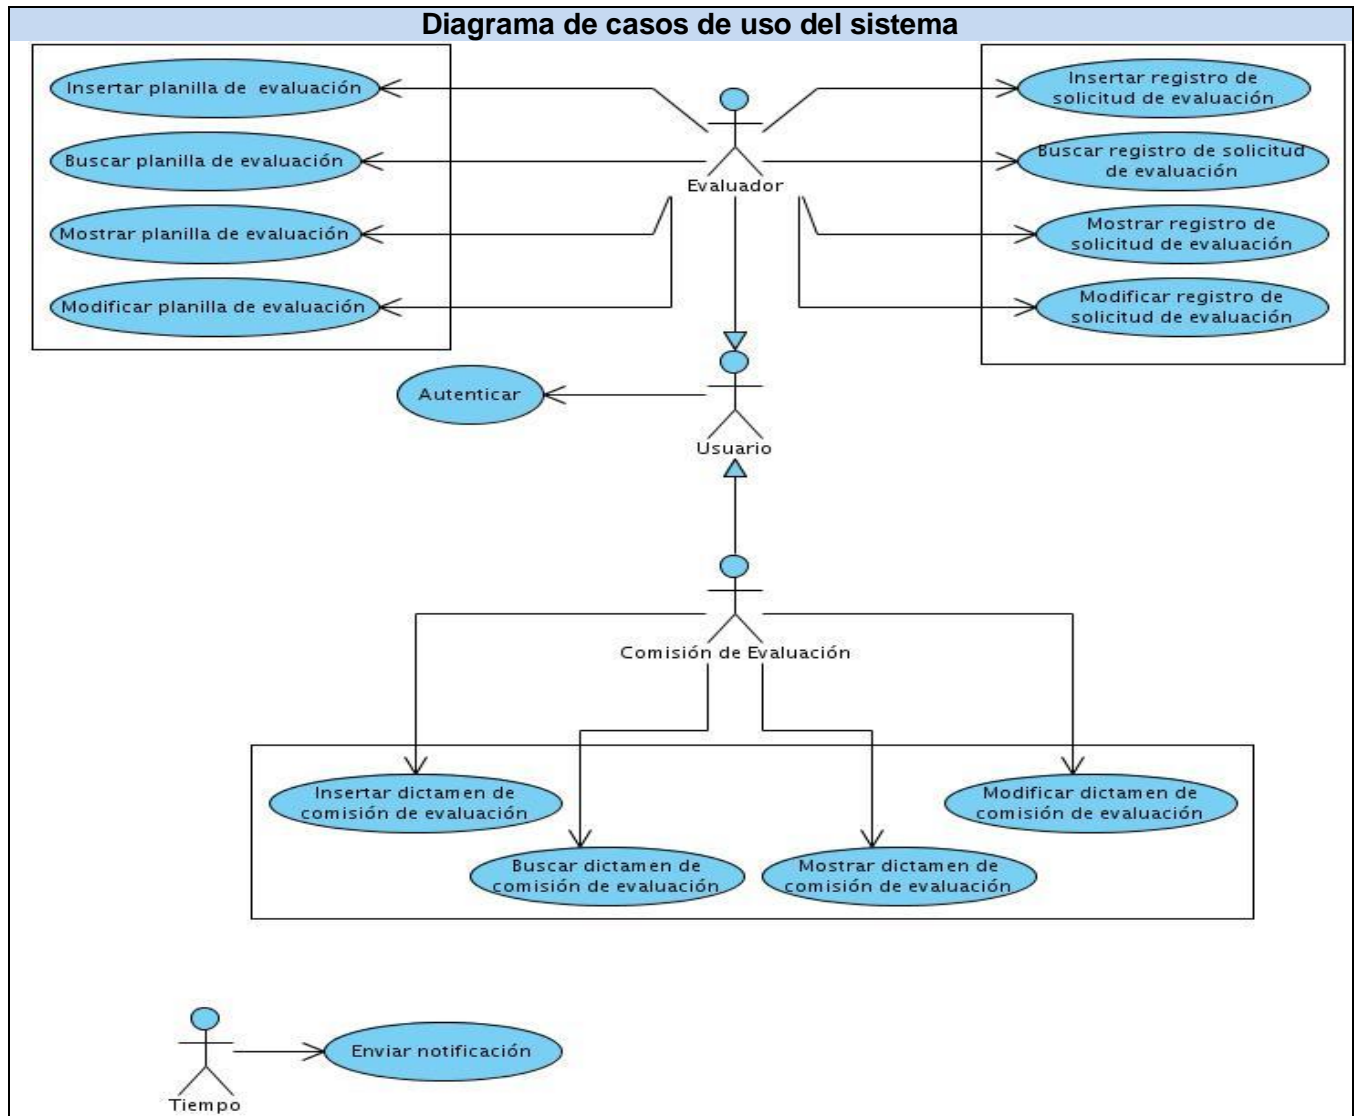 Diagrama de casos de uso del sistema
Insertar planilla de evaluación
Buscar planilla de evaluación
Mostrar planilla de evaluación
Modificar planilla de evaluación
Evaluador
Insertar registro de
solicitud de evaluación
Buscar registro de solicitud
de evaluación
Mostrar registro de
solicitud de evaluación
Modificar registro de
solicitud de evaluación
Autenticar
Usuario
Comisión de Evaluación
Insertar dictamen de
comisión de evaluación
Buscar dictamen de
comisión de evaluación
Mostrar dictamen de
comisión de evaluación
Modificar dictamen de
comisión de evaluación
Enviar notificación
Tiempo